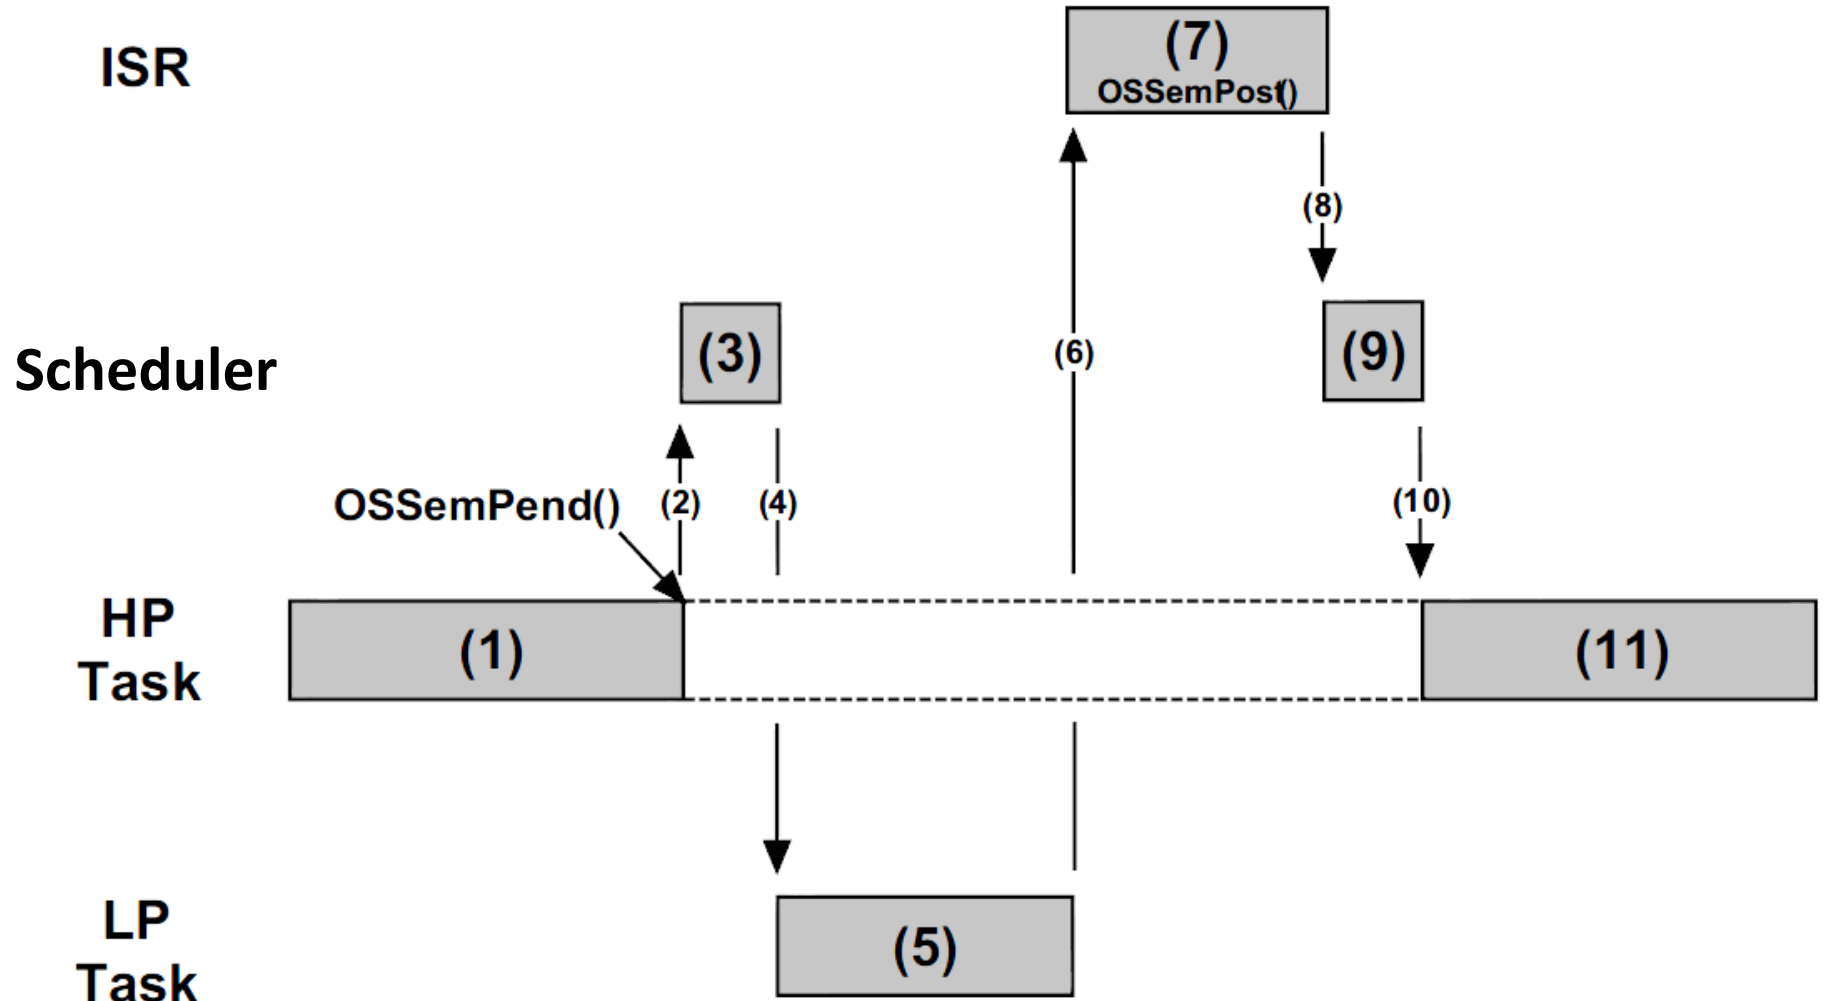 ISR
(7)
OSSemPost()
(8)
Scheduler
(3)
(6)
(9)
OSSemPend()
(2)
(4)
(10)
HP
Task
(1)
(11)
LP
Task
(5)